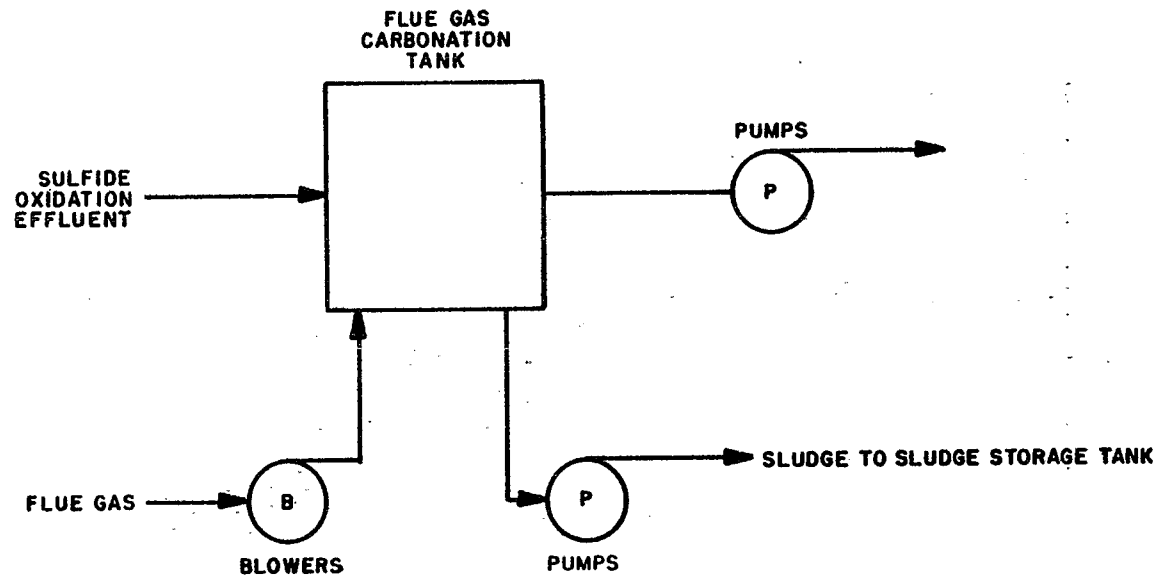 FLUE GAS
CARBONATION
TANK
PUMPS
P
SULFIDE
OXIDATION
EFFLUENT
SLUDGE TO SLUDGE STORAGE TANK
FLUE GAS
B
P
BLOWERS
PUMPS